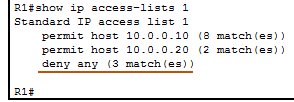 R1#show ip access-lists 1
Standard IP access list 1
permit host 10.0.0.10 (8 match(es))
permit host 10.0.0.20 (2 match(es))
deny any (3 match(es))
R1#